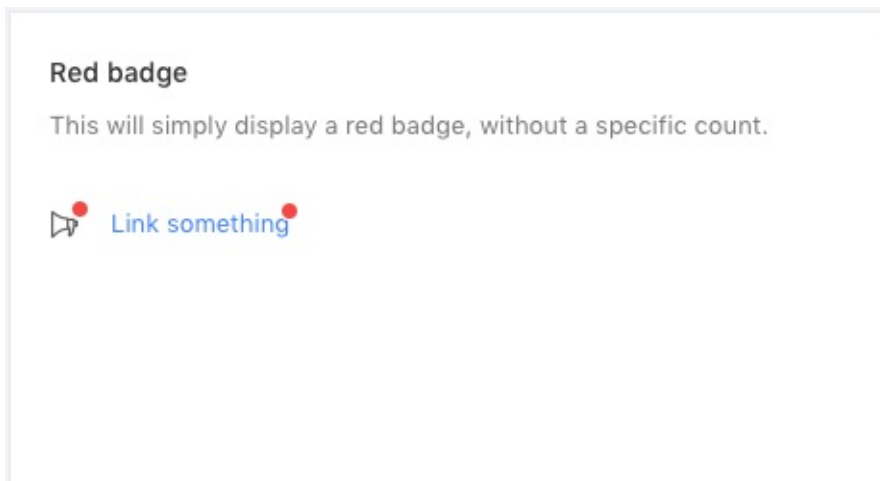 Red badge
This will simply display a red badge, without a specific count.
Link something